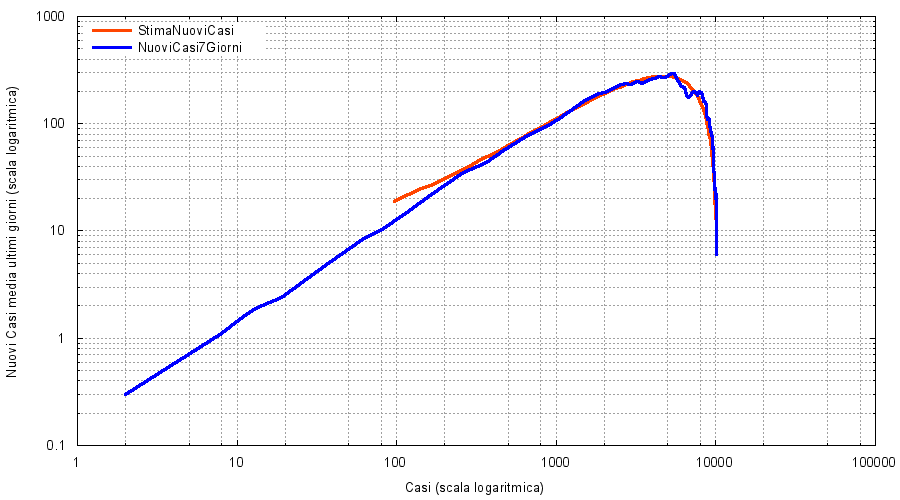 1000
StimaNuoviCasi
NuoviCasi7Giorni
100
10
1
0.1
Nuovi Casi media ultimi giorni (scala logaritmica)
1 10 100 1000 10000 100000
Casi (scala logaritmica)